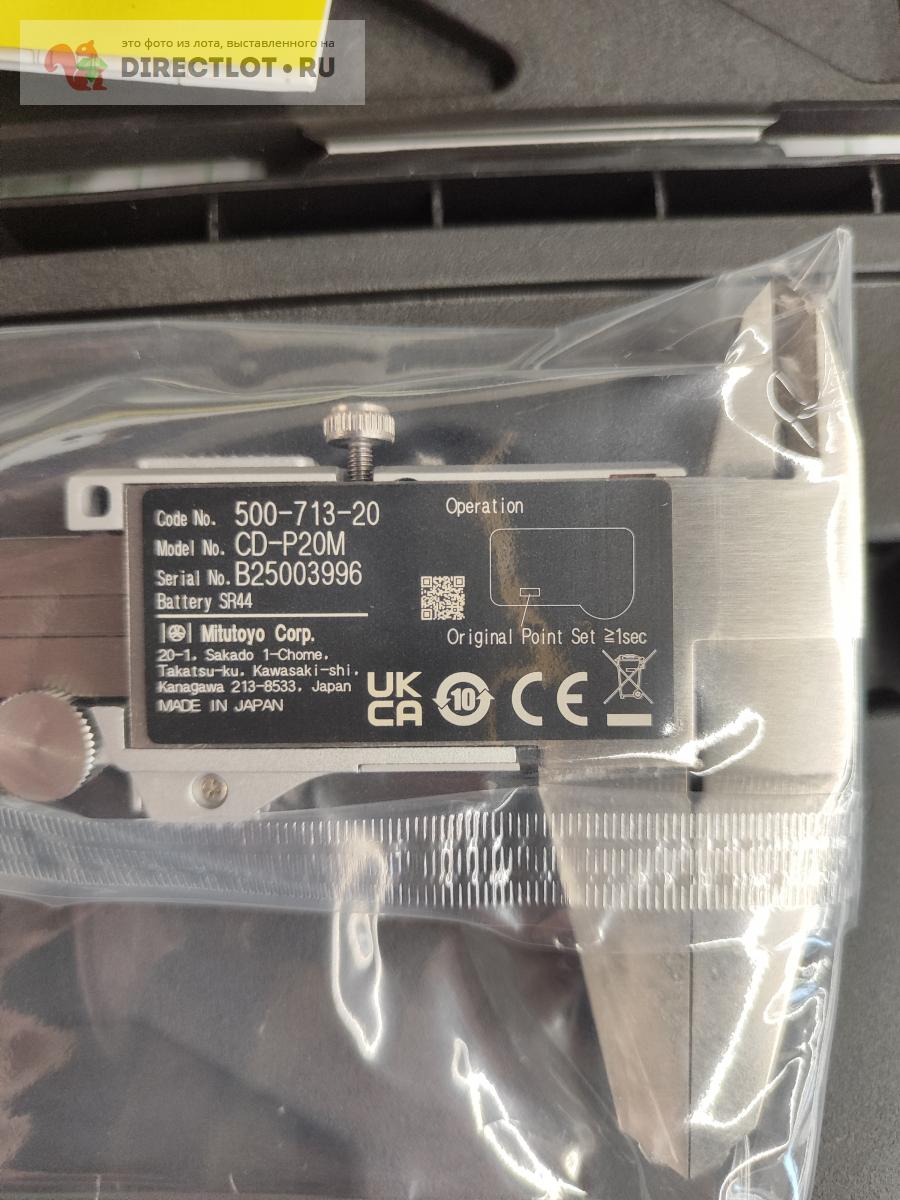 это фото из лота, выставленного на
DIRECTLOT•RU
Code No. 500-713-20
Model No. CD-P20M
Serial No. B25003996
Battery SR44
Mitutoyo Corp.
20-1, Sakado 1-Chome,
Takatsu-ku, Kawasaki-shi,
Kanagawa 213-8533, Japan
MADE IN JAPAN
Operation
Original Point Set ≧1sec
UK
CA
10
CE